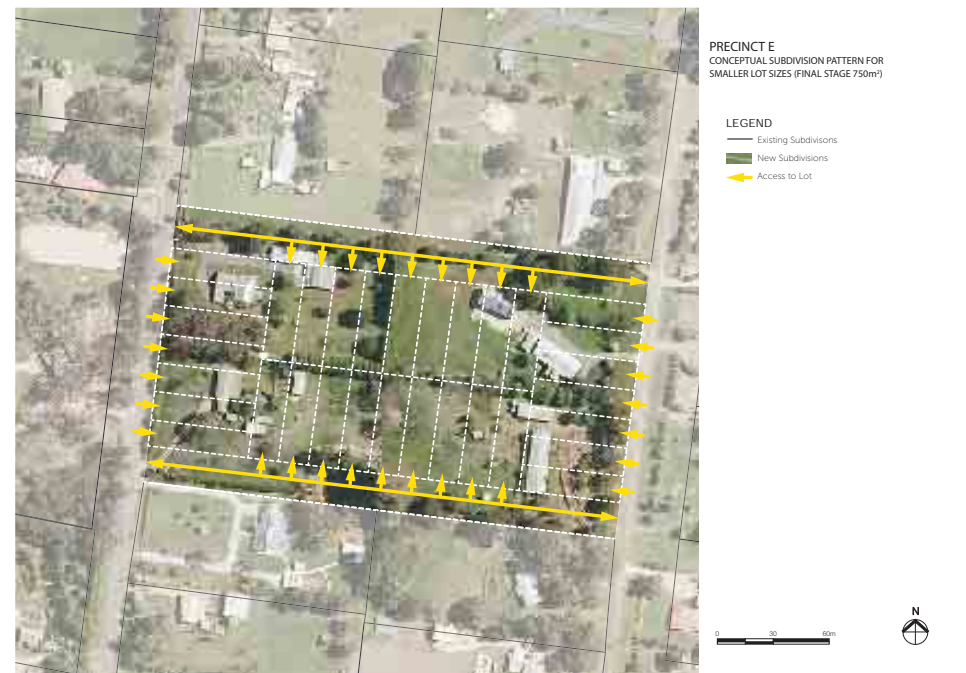 PRECINCT E
CONCEPTUAL SUBDIVISION PATTERN FOR
SMALLER LOT SIZES (FINAL STAGE 750m²)
LEGEND
Existing Subdivisons
New Subdivisions
Access to Lot
N
0 30 60m